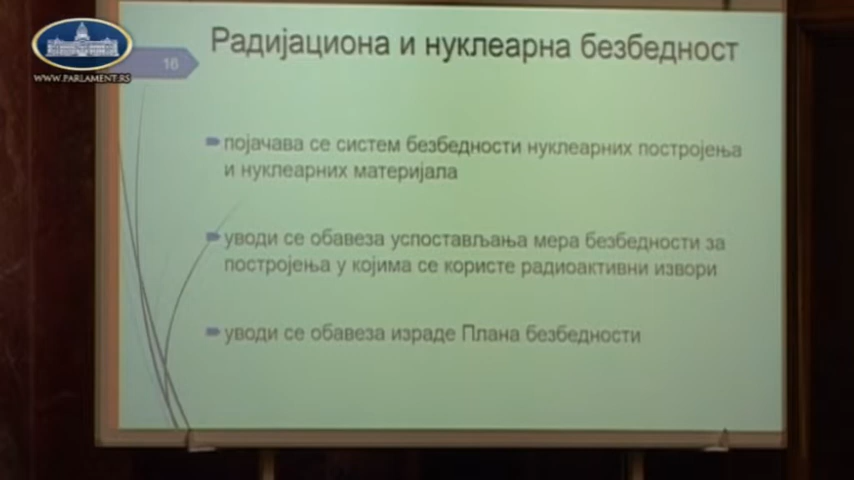 Радијациона и нуклеарна безбедност
16
WWW.PARLAMENT.RS
појачава се систем безбедности нуклеарних постројења
и нуклеарних материјала
уводи се обавеза успостављања мера безбедности за
постројења у којима се користе радиоактивни извори
уводи се обавеза израде Плана безбедности